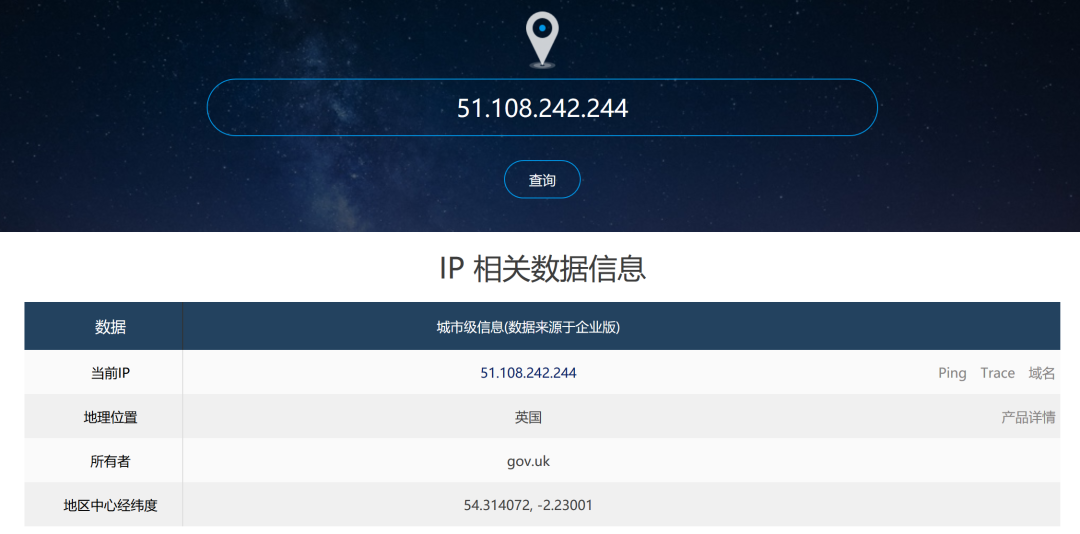 51.108.242.244
查询
IP 相关数据信息
数据 城市级信息(数据来源于企业版)
当前IP 51.108.242.244 Ping Trace 域名
地理位置 英国 产品详情
所有者 gov.uk
地区中心经纬度 54.314072, -2.23001